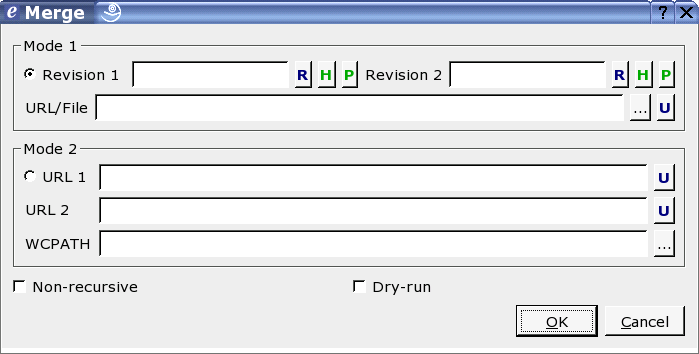 e Merge ? X
Mode 1
Revision 1 R H P Revision 2 R H P
URL/File ... U
Mode 2
URL 1 U
URL 2 U
WCPATH ...
Non-recursive Dry-run
OK Cancel